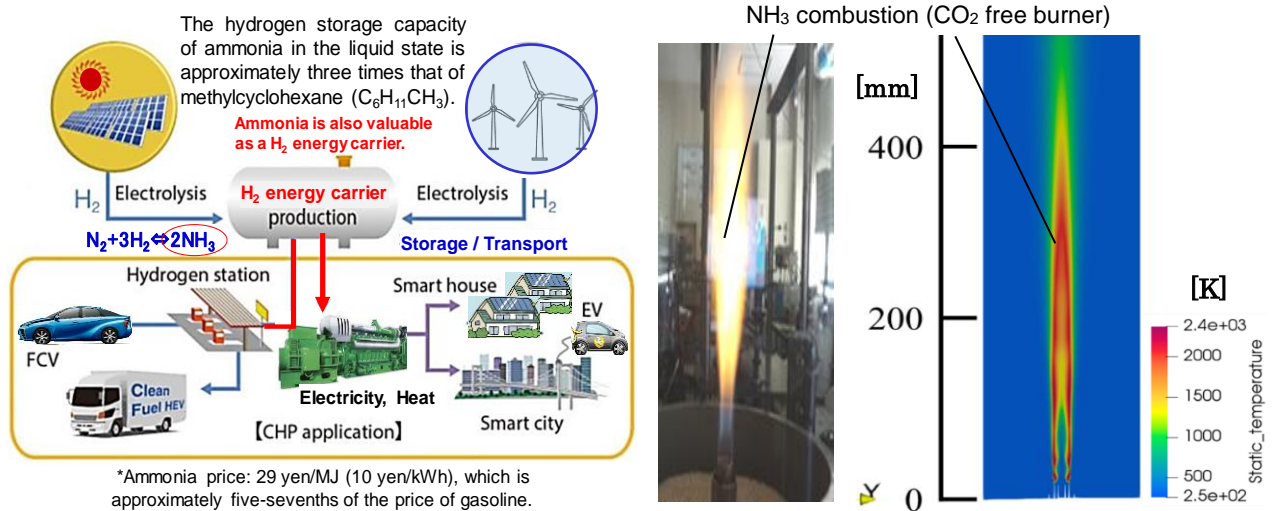 The hydrogen storage capacity
of ammonia in the liquid state is
approximately three times that of
methylcyclohexane (C₆H₁₁CH₃).
Ammonia is also valuable
as a H₂ energy carrier.
H₂
Electrolysis
H₂ energy carrier
production
Electrolysis
H₂
N₂+3H₂⇔2NH₃
Storage / Transport
Hydrogen station
Smart house
EV
FCV
Clean
Fuel HEV
Electricity, Heat
Smart city
【CHP application】
*Ammonia price: 29 yen/MJ (10 yen/kWh), which is
approximately five-sevenths of the price of gasoline.
NH₃ combustion (CO₂ free burner)
[mm]
400
200
0
Y
[K]
2.4e+03
2000
1500
1000
500
2.5e+02
Static_temperature